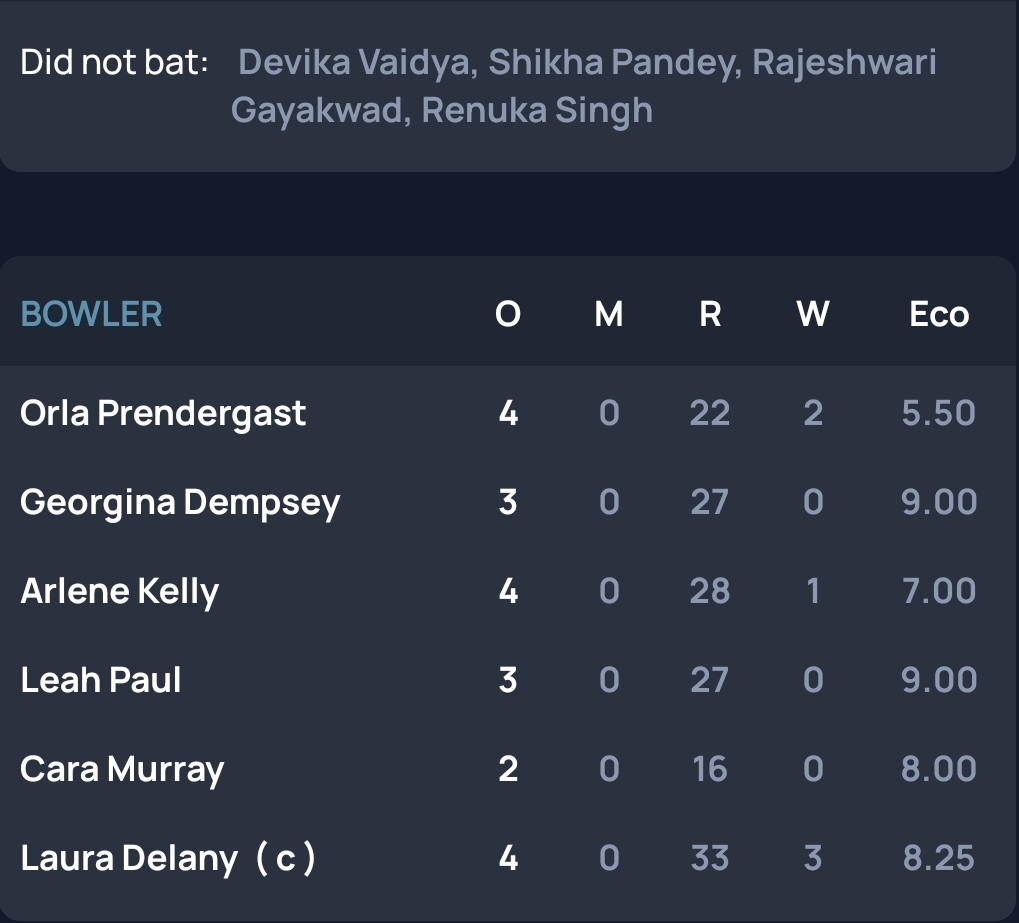 Did not bat: Devika Vaidya, Shikha Pandey, Rajeshwari
Gayakwad, Renuka Singh
BOWLER O M R W Eco
Orla Prendergast 4 0 22 2 5.50
Georgina Dempsey 3 0 27 0 9.00
Arlene Kelly 4 0 28 1 7.00
Leah Paul 3 0 27 0 9.00
Cara Murray 2 0 16 0 8.00
Laura Delany ( c ) 4 0 33 3 8.25